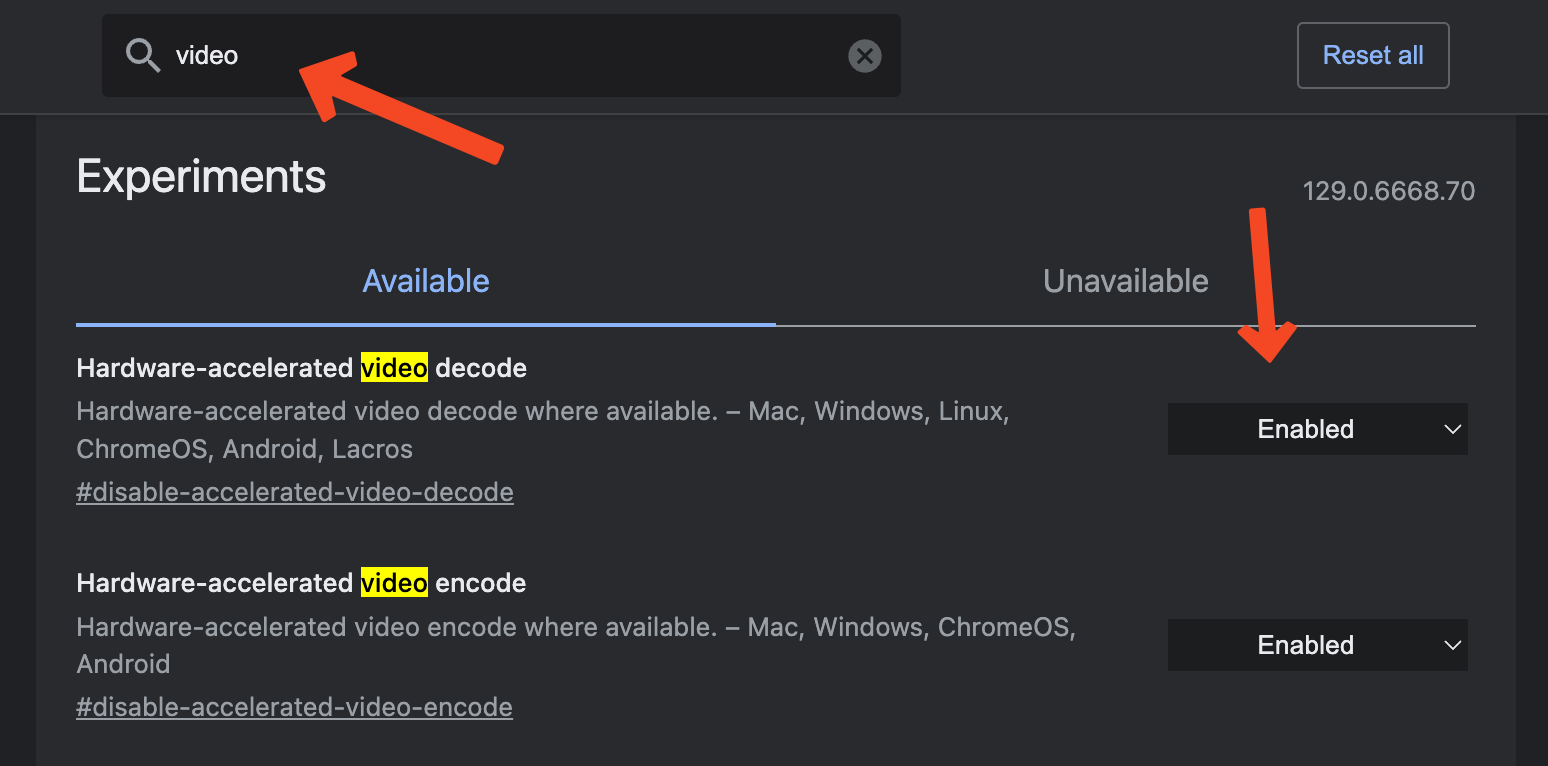 video
Reset all
Experiments
129.0.6668.70
Available
Unavailable
Hardware-accelerated video decode
Hardware-accelerated video decode where available. – Mac, Windows, Linux,
ChromeOS, Android, Lacros
#disable-accelerated-video-decode
Enabled
Hardware-accelerated video encode
Hardware-accelerated video encode where available. – Mac, Windows, ChromeOS,
Android
#disable-accelerated-video-encode
Enabled